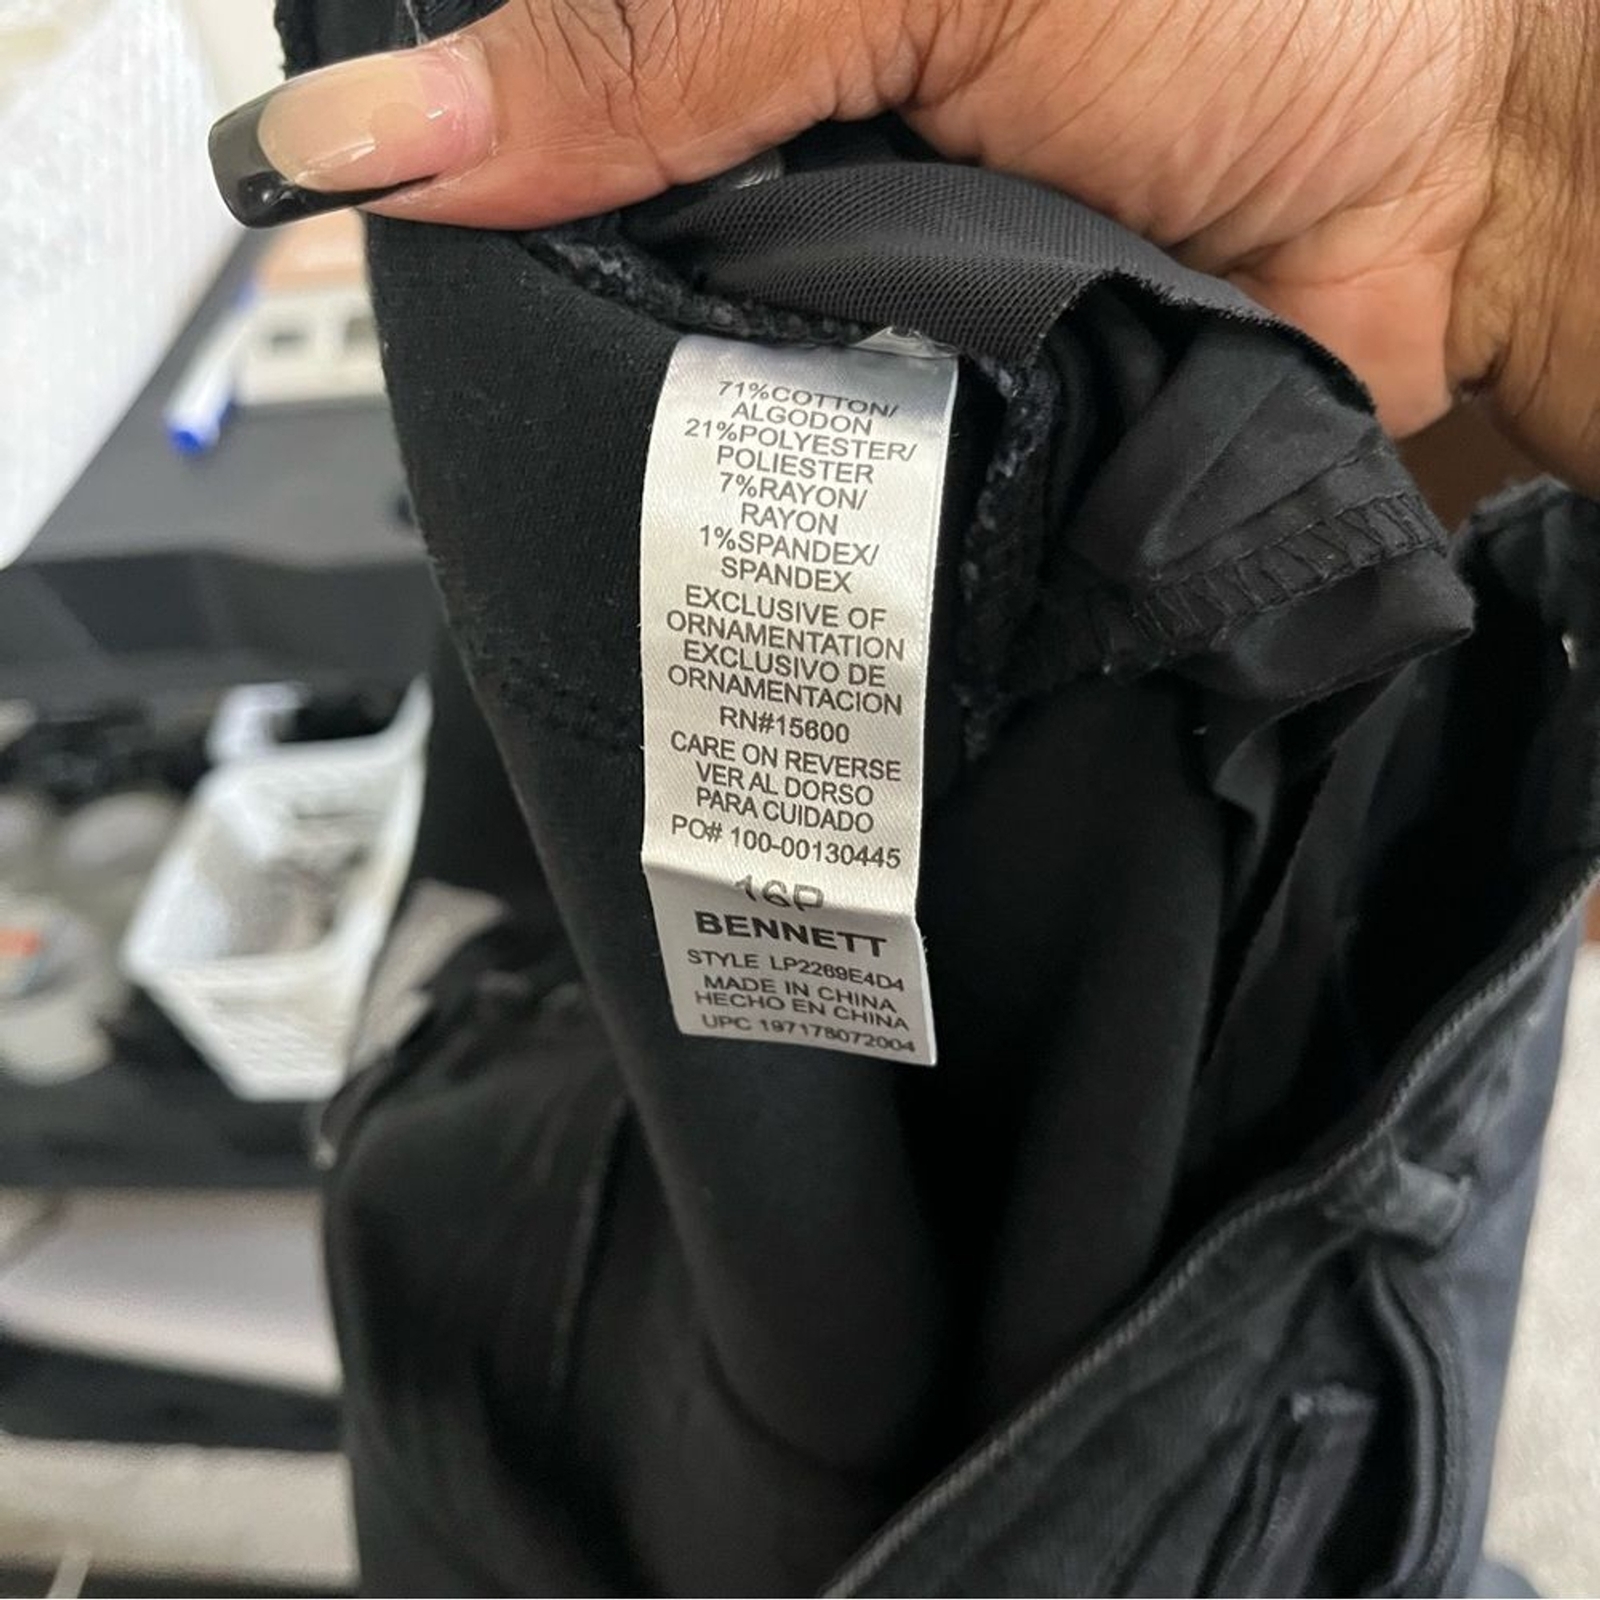 71%COTTON/
ALGODON
21%POLYESTER/
POLIESTER
7%RAYON/
RAYON
1%SPANDEX/
SPANDEX
EXCLUSIVE OF
ORNAMENTATION
EXCLUSIVO DE
ORNAMENTACION
RN#15600
CARE ON REVERSE
VER AL DORSO
PARA CUIDADO
PO# 100-00130445
16P
BENNETT
STYLE LP2269E4D4
MADE IN CHINA
HECHO EN CHINA
UPC 197178072004